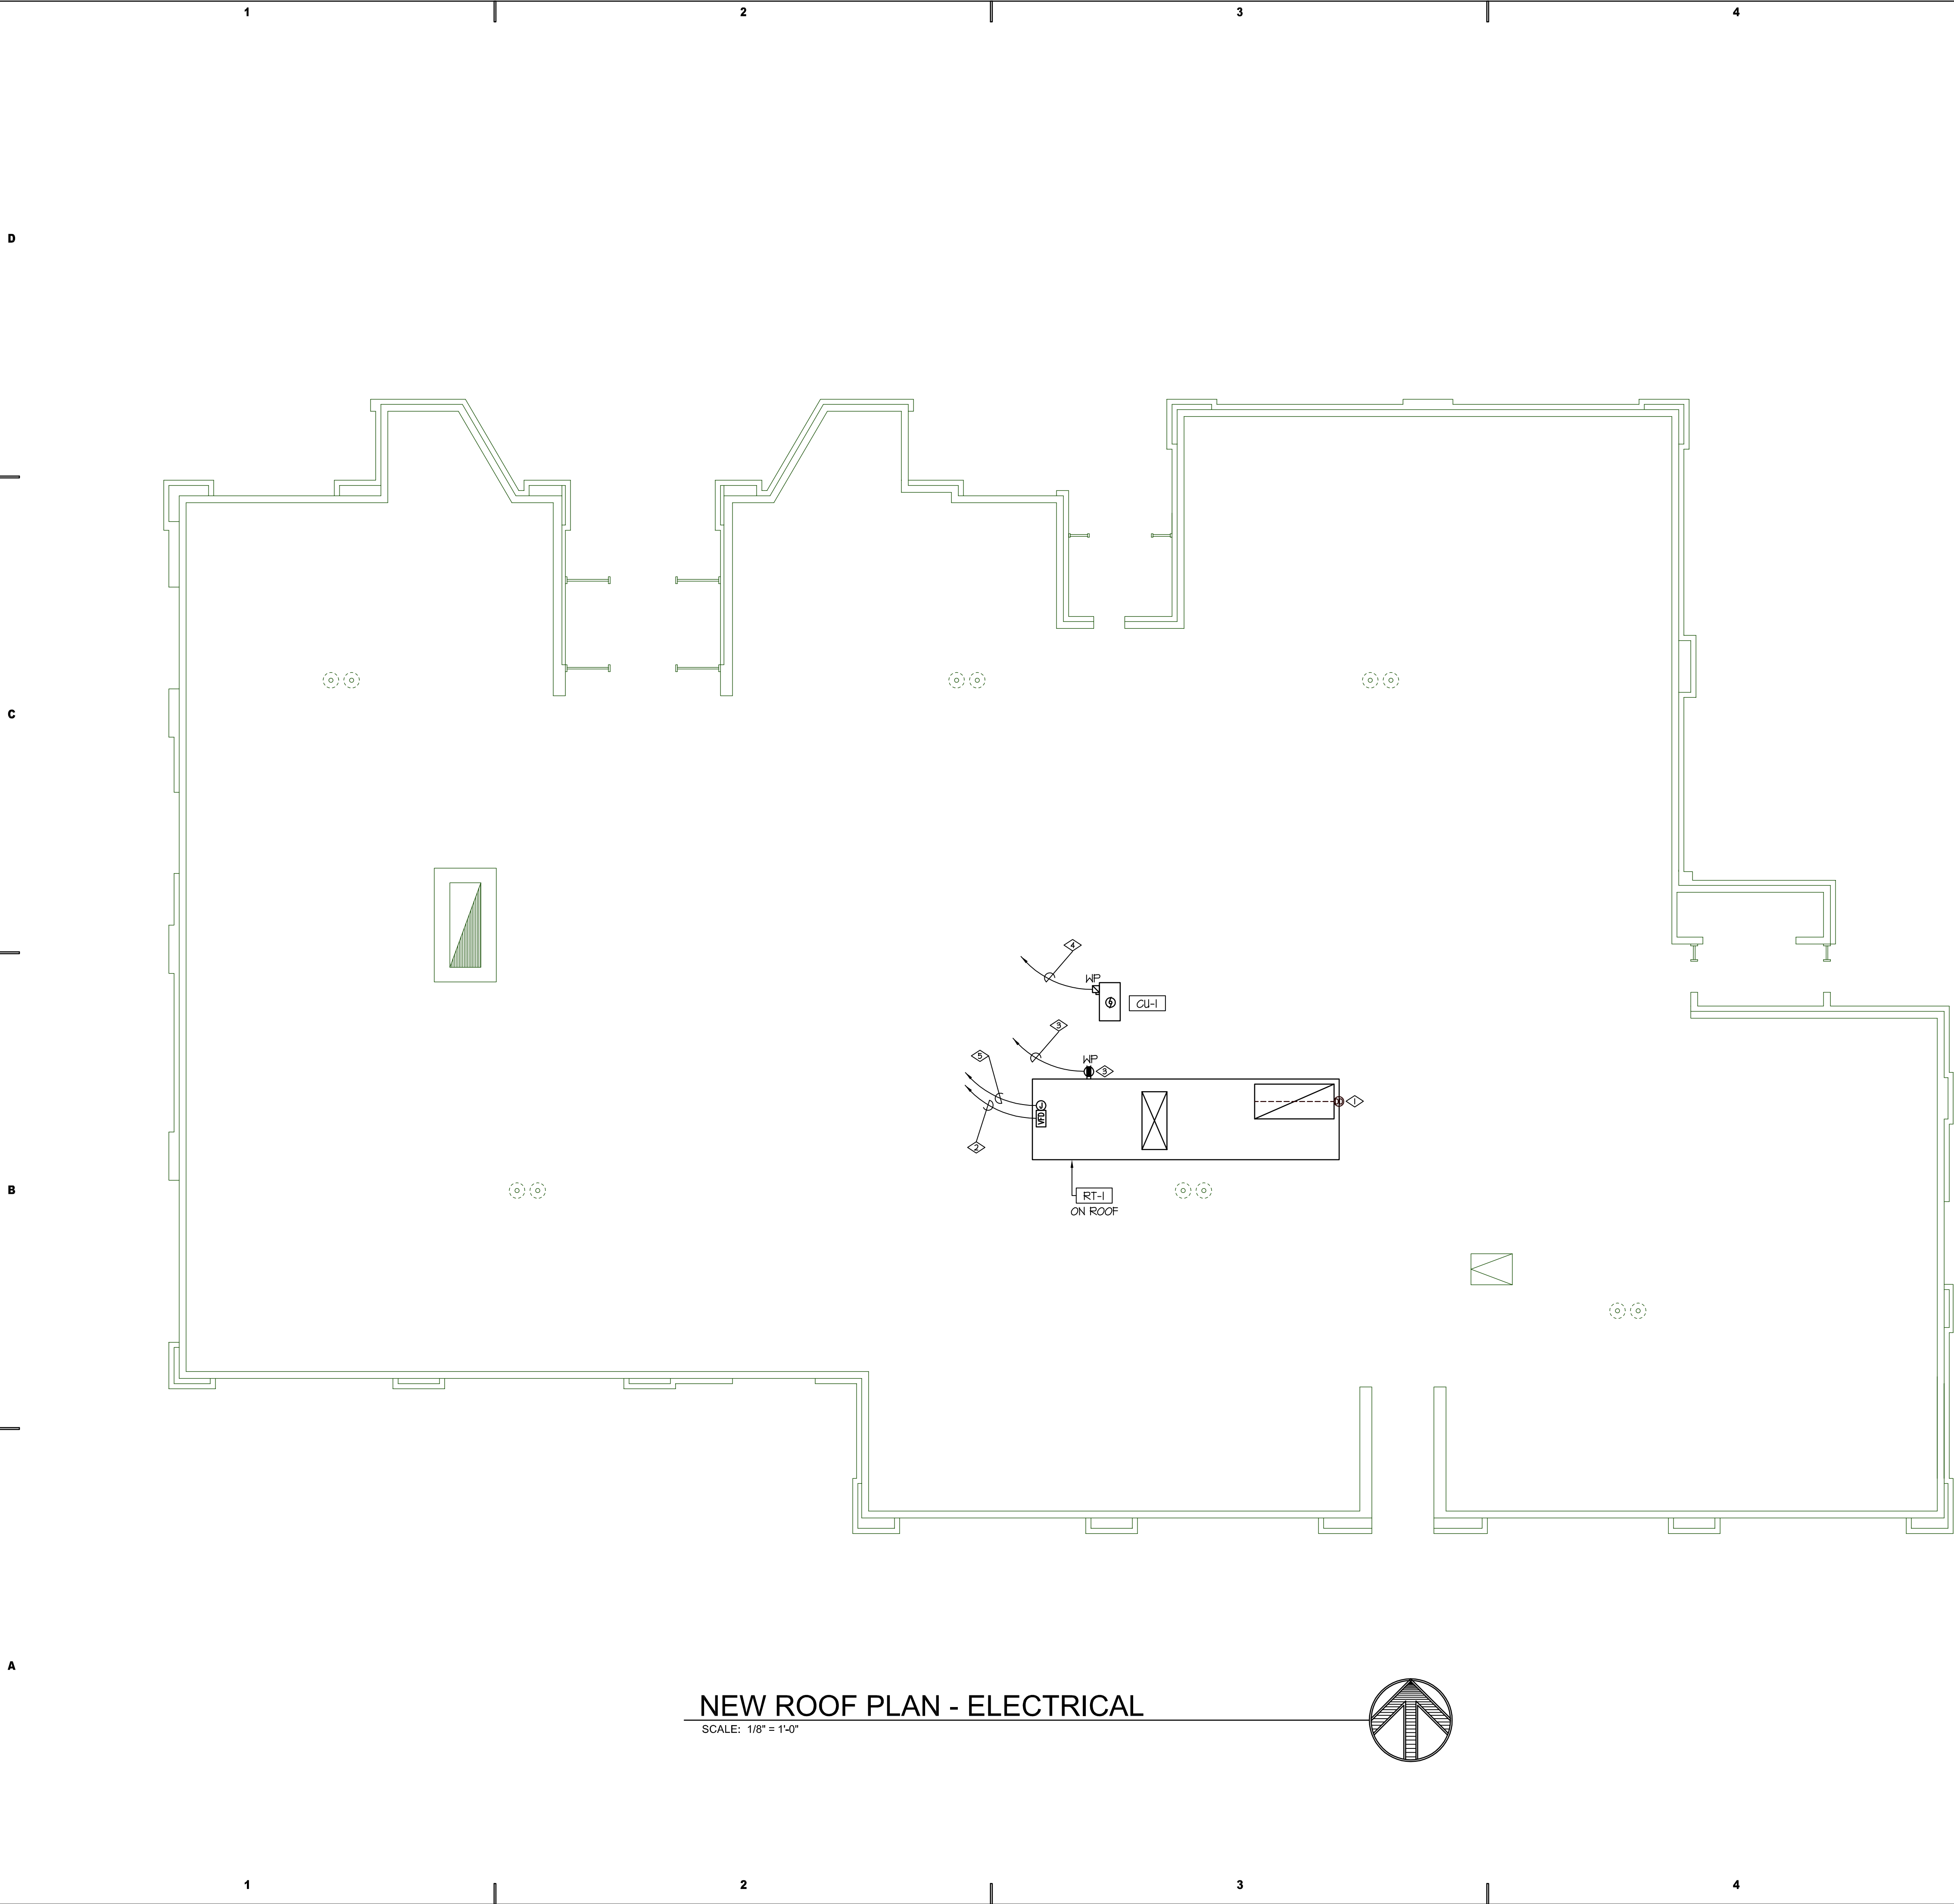 1 2 3 4
D
C
4
WP
CU-1
3
5
WP
3
J
VFD
1
2
B
RT-1
ON ROOF
A
NEW ROOF PLAN - ELECTRICAL
SCALE: 1/8" = 1'-0"
1 2 3 4